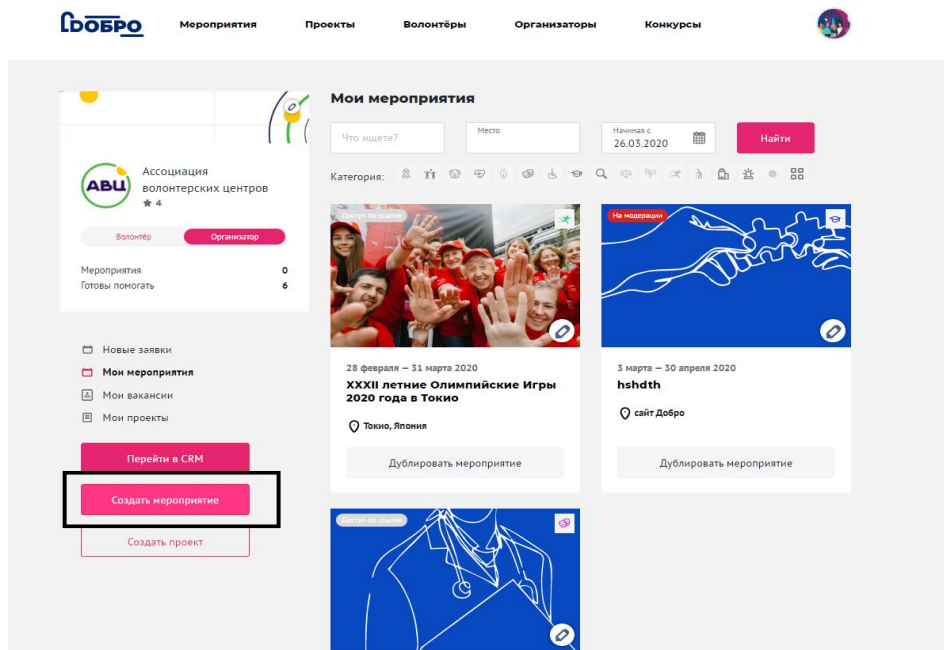 ДОБРО
Мероприятия
Проекты
Волонтёры
Организаторы
Конкурсы
Мои мероприятия
Что ищете?
Место
Начиная с
26.03.2020
Найти
Категория:
АВЦ
Ассоциация
волонтерских центров
4
Волонтёр
Организатор
Мероприятия 0
Готовы помогать 6
Новые заявки
Мои мероприятия
Мои вакансии
Мои проекты
Перейти в CRM
Создать мероприятие
Создать проект
Доступ по ссылке
28 февраля — 31 марта 2020
XXXII летние Олимпийские Игры
2020 года в Токио
Токио, Япония
Дублировать мероприятие
На модерации
3 марта — 30 апреля 2020
hshdth
сайт Добро
Дублировать мероприятие
Доступ по ссылке